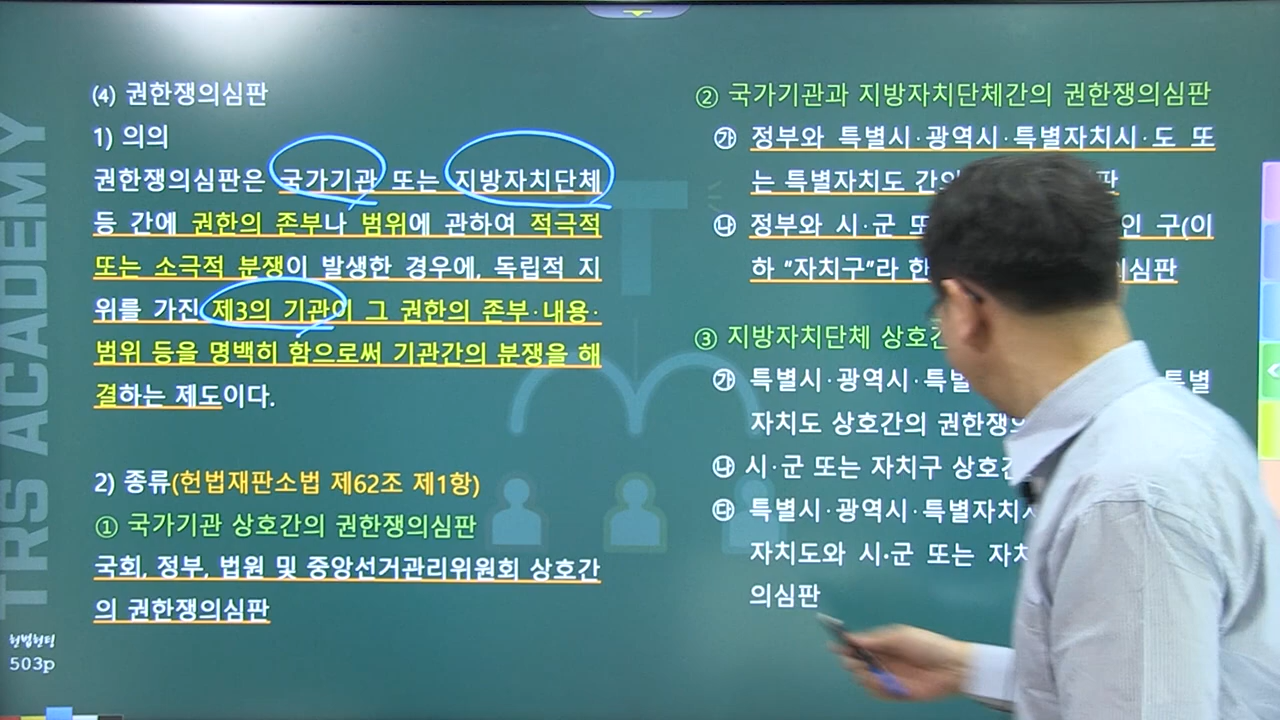 (4) 권한쟁의심판
1) 의의
권한쟁의심판은 국가기관 또는 지방자치단체
등 간에 권한의 존부나 범위에 관하여 적극적
또는 소극적 분쟁이 발생한 경우에, 독립적 지
위를 가진 제3의 기관이 그 권한의 존부·내용·
범위 등을 명백히 함으로써 기관간의 분쟁을 해
결하는 제도이다.
2) 종류(헌법재판소법 제62조 제1항)
① 국가기관 상호간의 권한쟁의심판
국회, 정부, 법원 및 중앙선거관리위원회 상호간
의 권한쟁의심판
② 국가기관과 지방자치단체간의 권한쟁의심판
㉮ 정부와 특별시·광역시·특별자치시·도 또
는 특별자치도 간의 판
㉯ 정부와 시·군 또 인 구(이
하 "자치구"라 한 심판
③ 지방자치단체 상호간
㉮ 특별시·광역시·특별 특별
자치도 상호간의 권한쟁의
㉯ 시·군 또는 자치구 상호간
㉰ 특별시·광역시·특별자치시
자치도와 시·군 또는 자치
의심판
TRS ACADEMY
헌법헌팅
503p